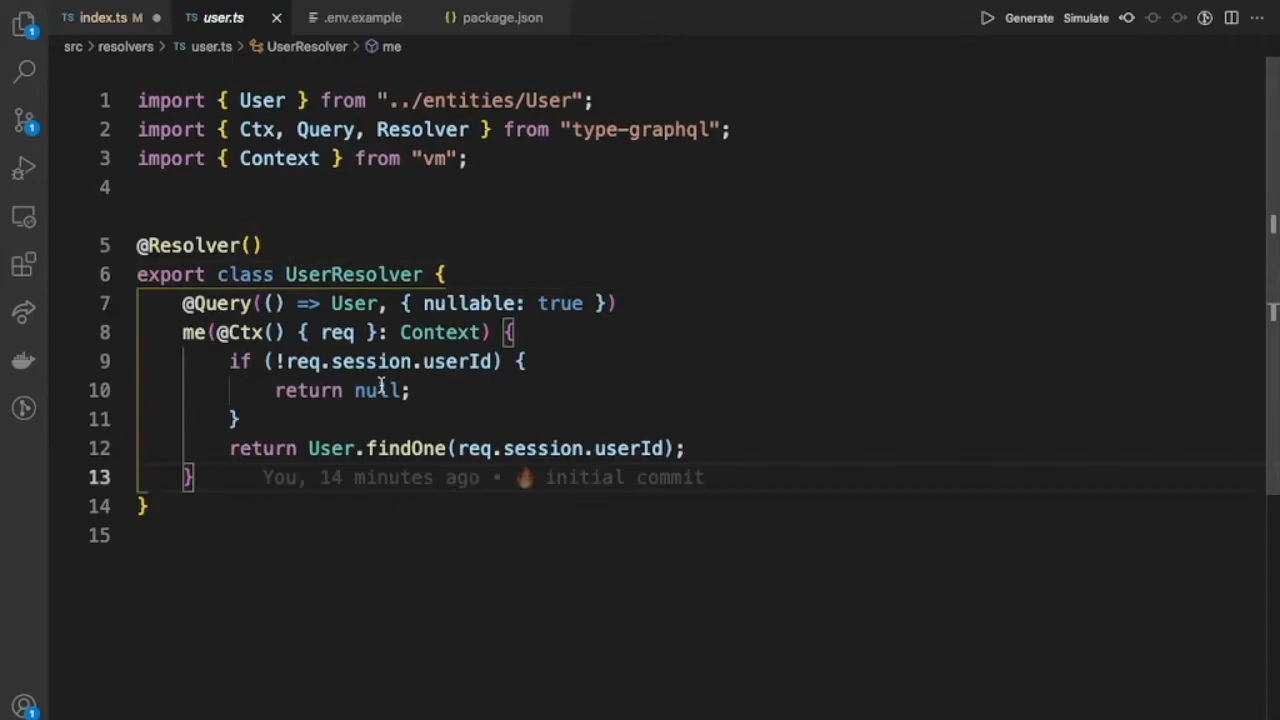 index.ts M
user.ts
.env.example
package.json
Generate
Simulate
src > resolvers > TS user.ts > UserResolver > me
1 import { User } from "../entities/User";
2 import { Ctx, Query, Resolver } from "type-graphql";
3 import { Context } from "vm";
4
5 @Resolver()
6 export class UserResolver {
7 @Query(() => User, { nullable: true })
8 me(@Ctx() { req }: Context) {
9 if (!req.session.userId) {
10 return null;
11 }
12 return User.findOne(req.session.userId);
13 } You, 14 minutes ago • 🔥 initial commit
14 }
15